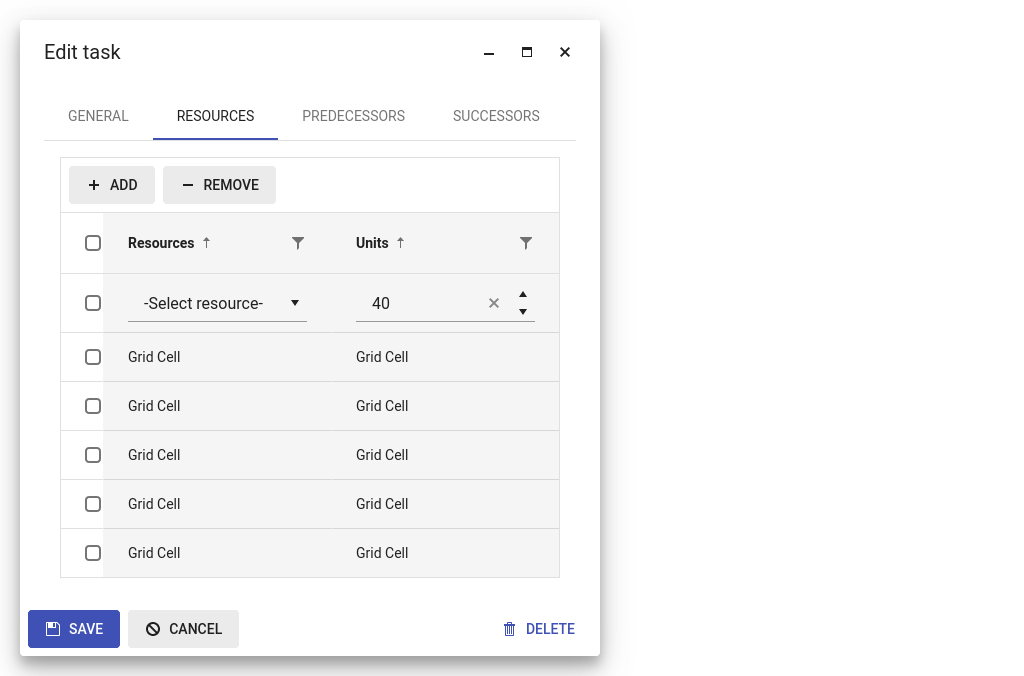 Edit task
GENERAL RESOURCES PREDECESSORS SUCCESSORS
ADD REMOVE
Resources Units
-Select resource- 40
Grid Cell Grid Cell
Grid Cell Grid Cell
Grid Cell Grid Cell
Grid Cell Grid Cell
Grid Cell Grid Cell
SAVE CANCEL DELETE